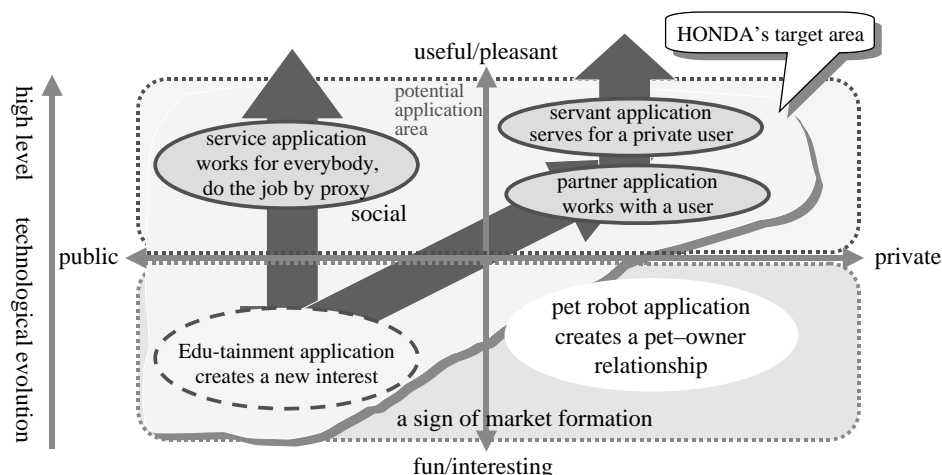 HONDA's target area
useful/pleasant
high level
technological evolution
potential
application
area
service application
works for everybody,
do the job by proxy
social
servant application
serves for a private user
partner application
works with a user
public
private
Edu-tainment application
creates a new interest
pet robot application
creates a pet–owner
relationship
a sign of market formation
fun/interesting